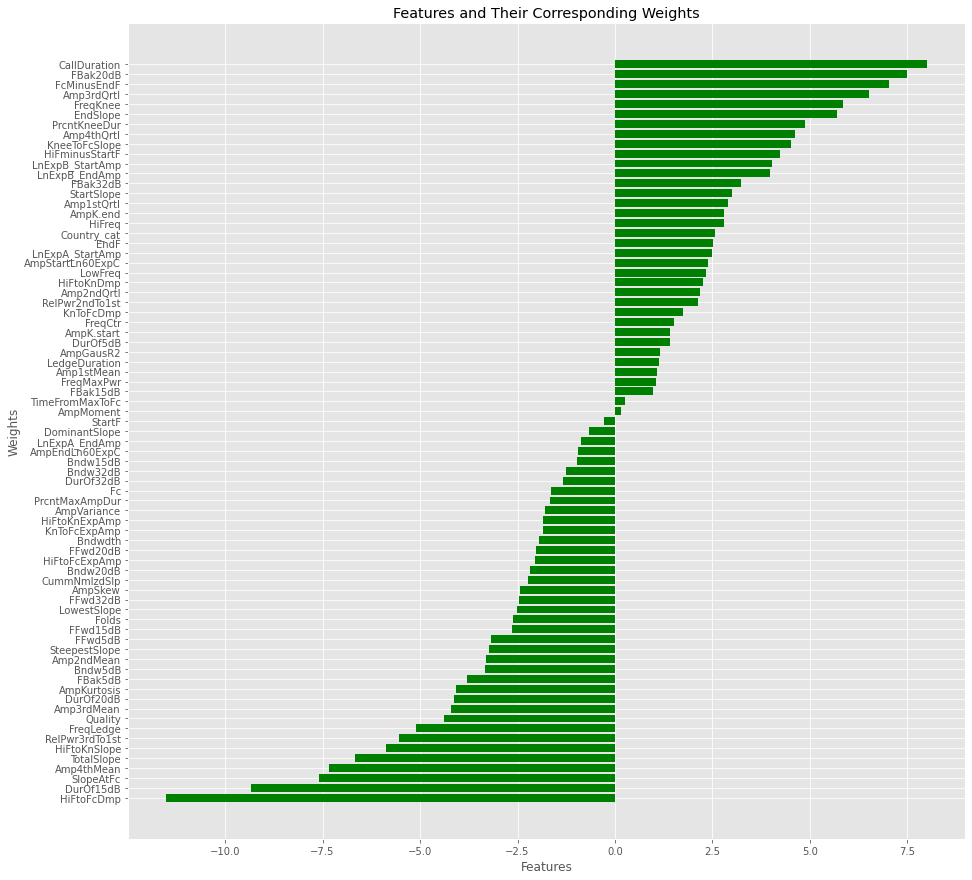 Features and Their Corresponding Weights
CallDuration
FBak20dB
FcMinusEndF
Amp3rdQrtl
FreqKnee
EndSlope
PrcntKneeDur
Amp4thQrtl
KneeToFcSlope
HiFminusStartF
LnExpB_StartAmp
LnExpB_EndAmp
FBak32dB
StartSlope
Amp1stQrtl
AmpK.end
HiFreq
Country_cat
EndF
LnExpA_StartAmp
AmpStartLn60ExpC
LowFreq
HiFtoKnDmp
Amp2ndQrtl
RelPwr2ndTo1st
KnToFcDmp
FreqCtr
AmpK.start
DurOf5dB
AmpGausR2
LedgeDuration
Amp1stMean
FreqMaxPwr
FBak15dB
TimeFromMaxToFc
AmpMoment
StartF
DominantSlope
LnExpA_EndAmp
AmpEndLn60ExpC
Bndw15dB
Bndw32dB
DurOf32dB
Fc
PrcntMaxAmpDur
AmpVariance
HiFtoKnExpAmp
KnToFcExpAmp
Bndwdth
FFwd20dB
HiFtoFcExpAmp
Bndw20dB
CummNmlzdSlp
AmpSkew
FFwd32dB
LowestSlope
Folds
FFwd15dB
FFwd5dB
SteepestSlope
Amp2ndMean
Bndw5dB
FBak5dB
AmpKurtosis
DurOf20dB
Amp3rdMean
Quality
FreqLedge
RelPwr3rdTo1st
HiFtoKnSlope
TotalSlope
Amp4thMean
SlopeAtFc
DurOf15dB
HiFtoFcDmp
Weights
−10.0 −7.5 −5.0 −2.5 0.0 2.5 5.0 7.5
Features